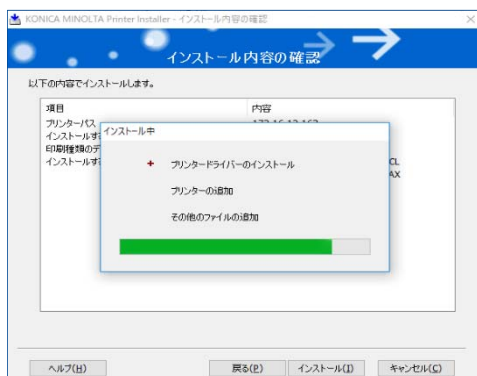 KONICA MINOLTA Printer Installer - インストール内容の確認
インストール内容の確認
以下の内容でインストールします。
項目 内容
プリンターパス
インストールす
印刷種類のデ
インストールす CL
AX
インストール中
+ プリンタードライバーのインストール
プリンターの追加
その他のファイルの追加
ヘルプ(H) 戻る(P) インストール(I) キャンセル(C)